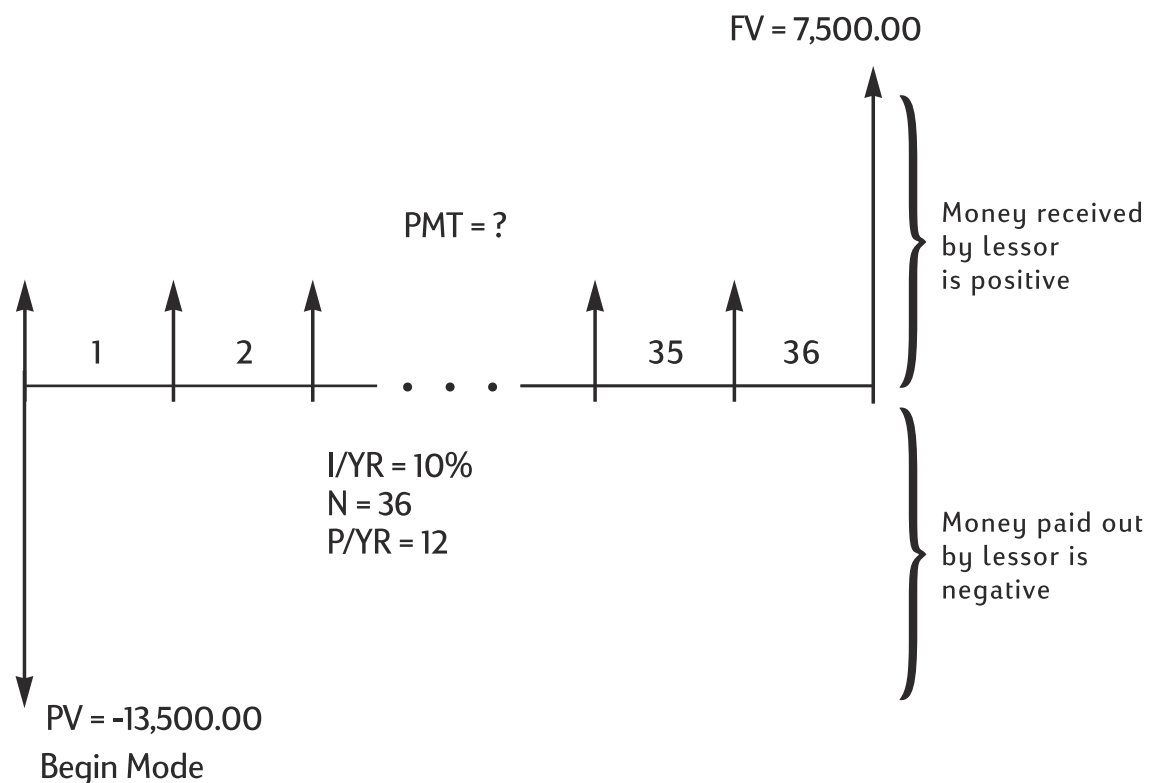 FV = 7,500.00
PMT = ?
Money received
by lessor
is positive
1
2
35
36
I/YR = 10%
N = 36
P/YR = 12
Money paid out
by lessor is
negative
PV = -13,500.00
Begin Mode